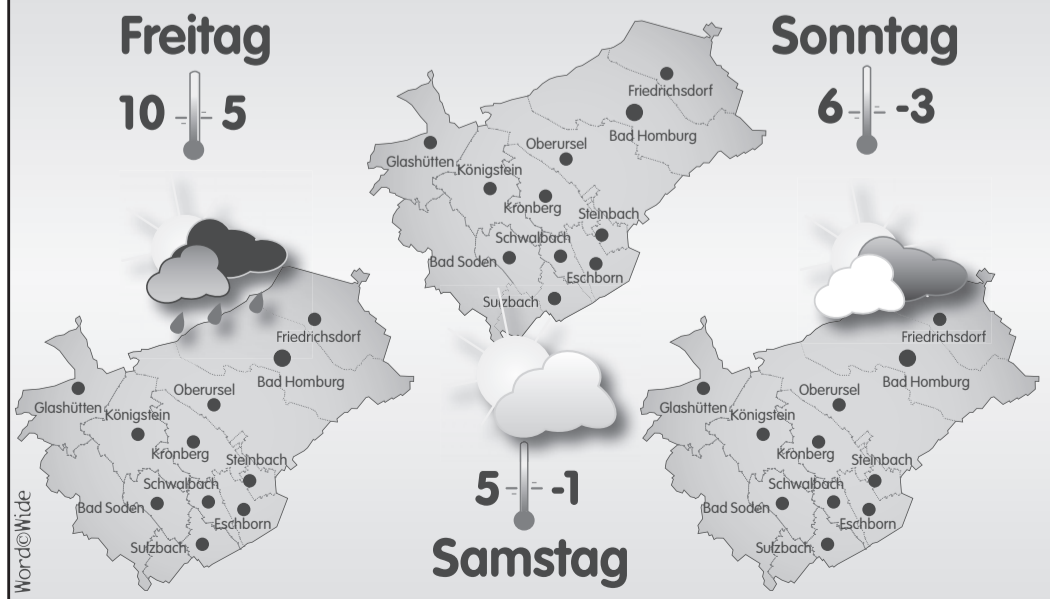 Freitag
10 5
Friedrichsdorf
Bad Homburg
Oberursel
Glashütten
Königstein
Kronberg
Steinbach
Schwalbach
Bad Soden
Eschborn
Sulzbach
Friedrichsdorf
Bad Homburg
Oberursel
Glashütten
Königstein
Kronberg
Steinbach
Schwalbach
Bad Soden
Eschborn
Sulzbach
5 -1
Samstag
Sonntag
6 -3
Friedrichsdorf
Bad Homburg
Oberursel
Glashütten
Königstein
Kronberg
Steinbach
Schwalbach
Bad Soden
Eschborn
Sulzbach
Word©Wide